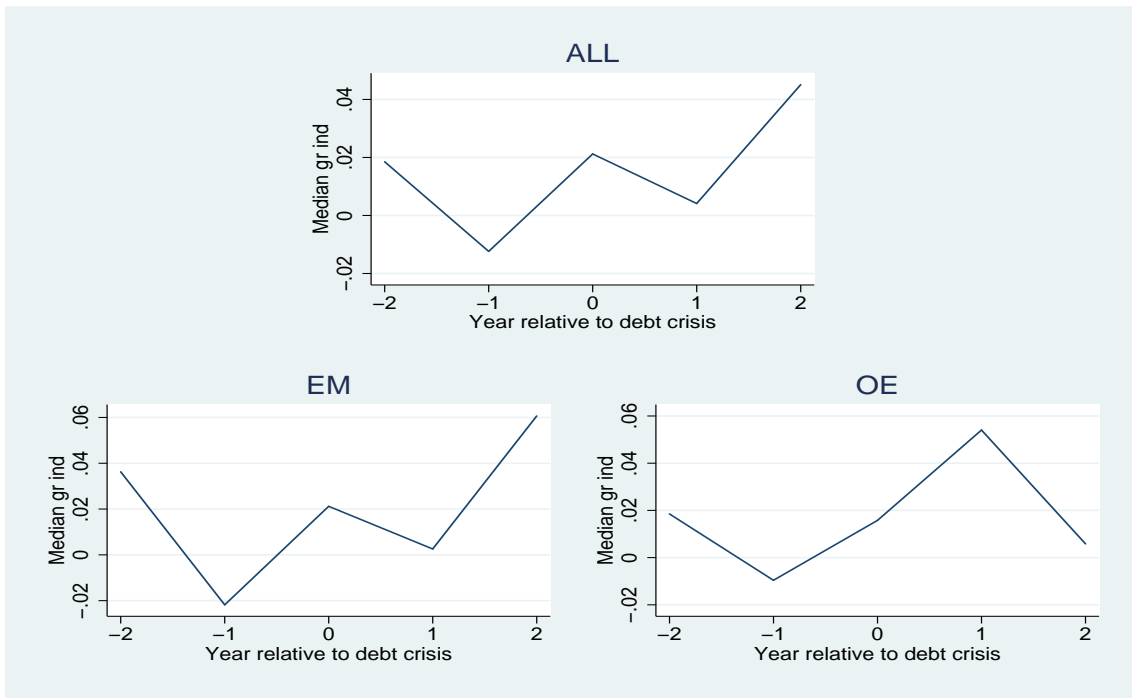 ALL
Median gr ind
.04
.02
0
−.02
−2 −1 0 1 2
Year relative to debt crisis
EM
Median gr ind
.06
.04
.02
0
−.02
−2 −1 0 1 2
Year relative to debt crisis
OE
Median gr ind
.06
.04
.02
0
−.02
−2 −1 0 1 2
Year relative to debt crisis